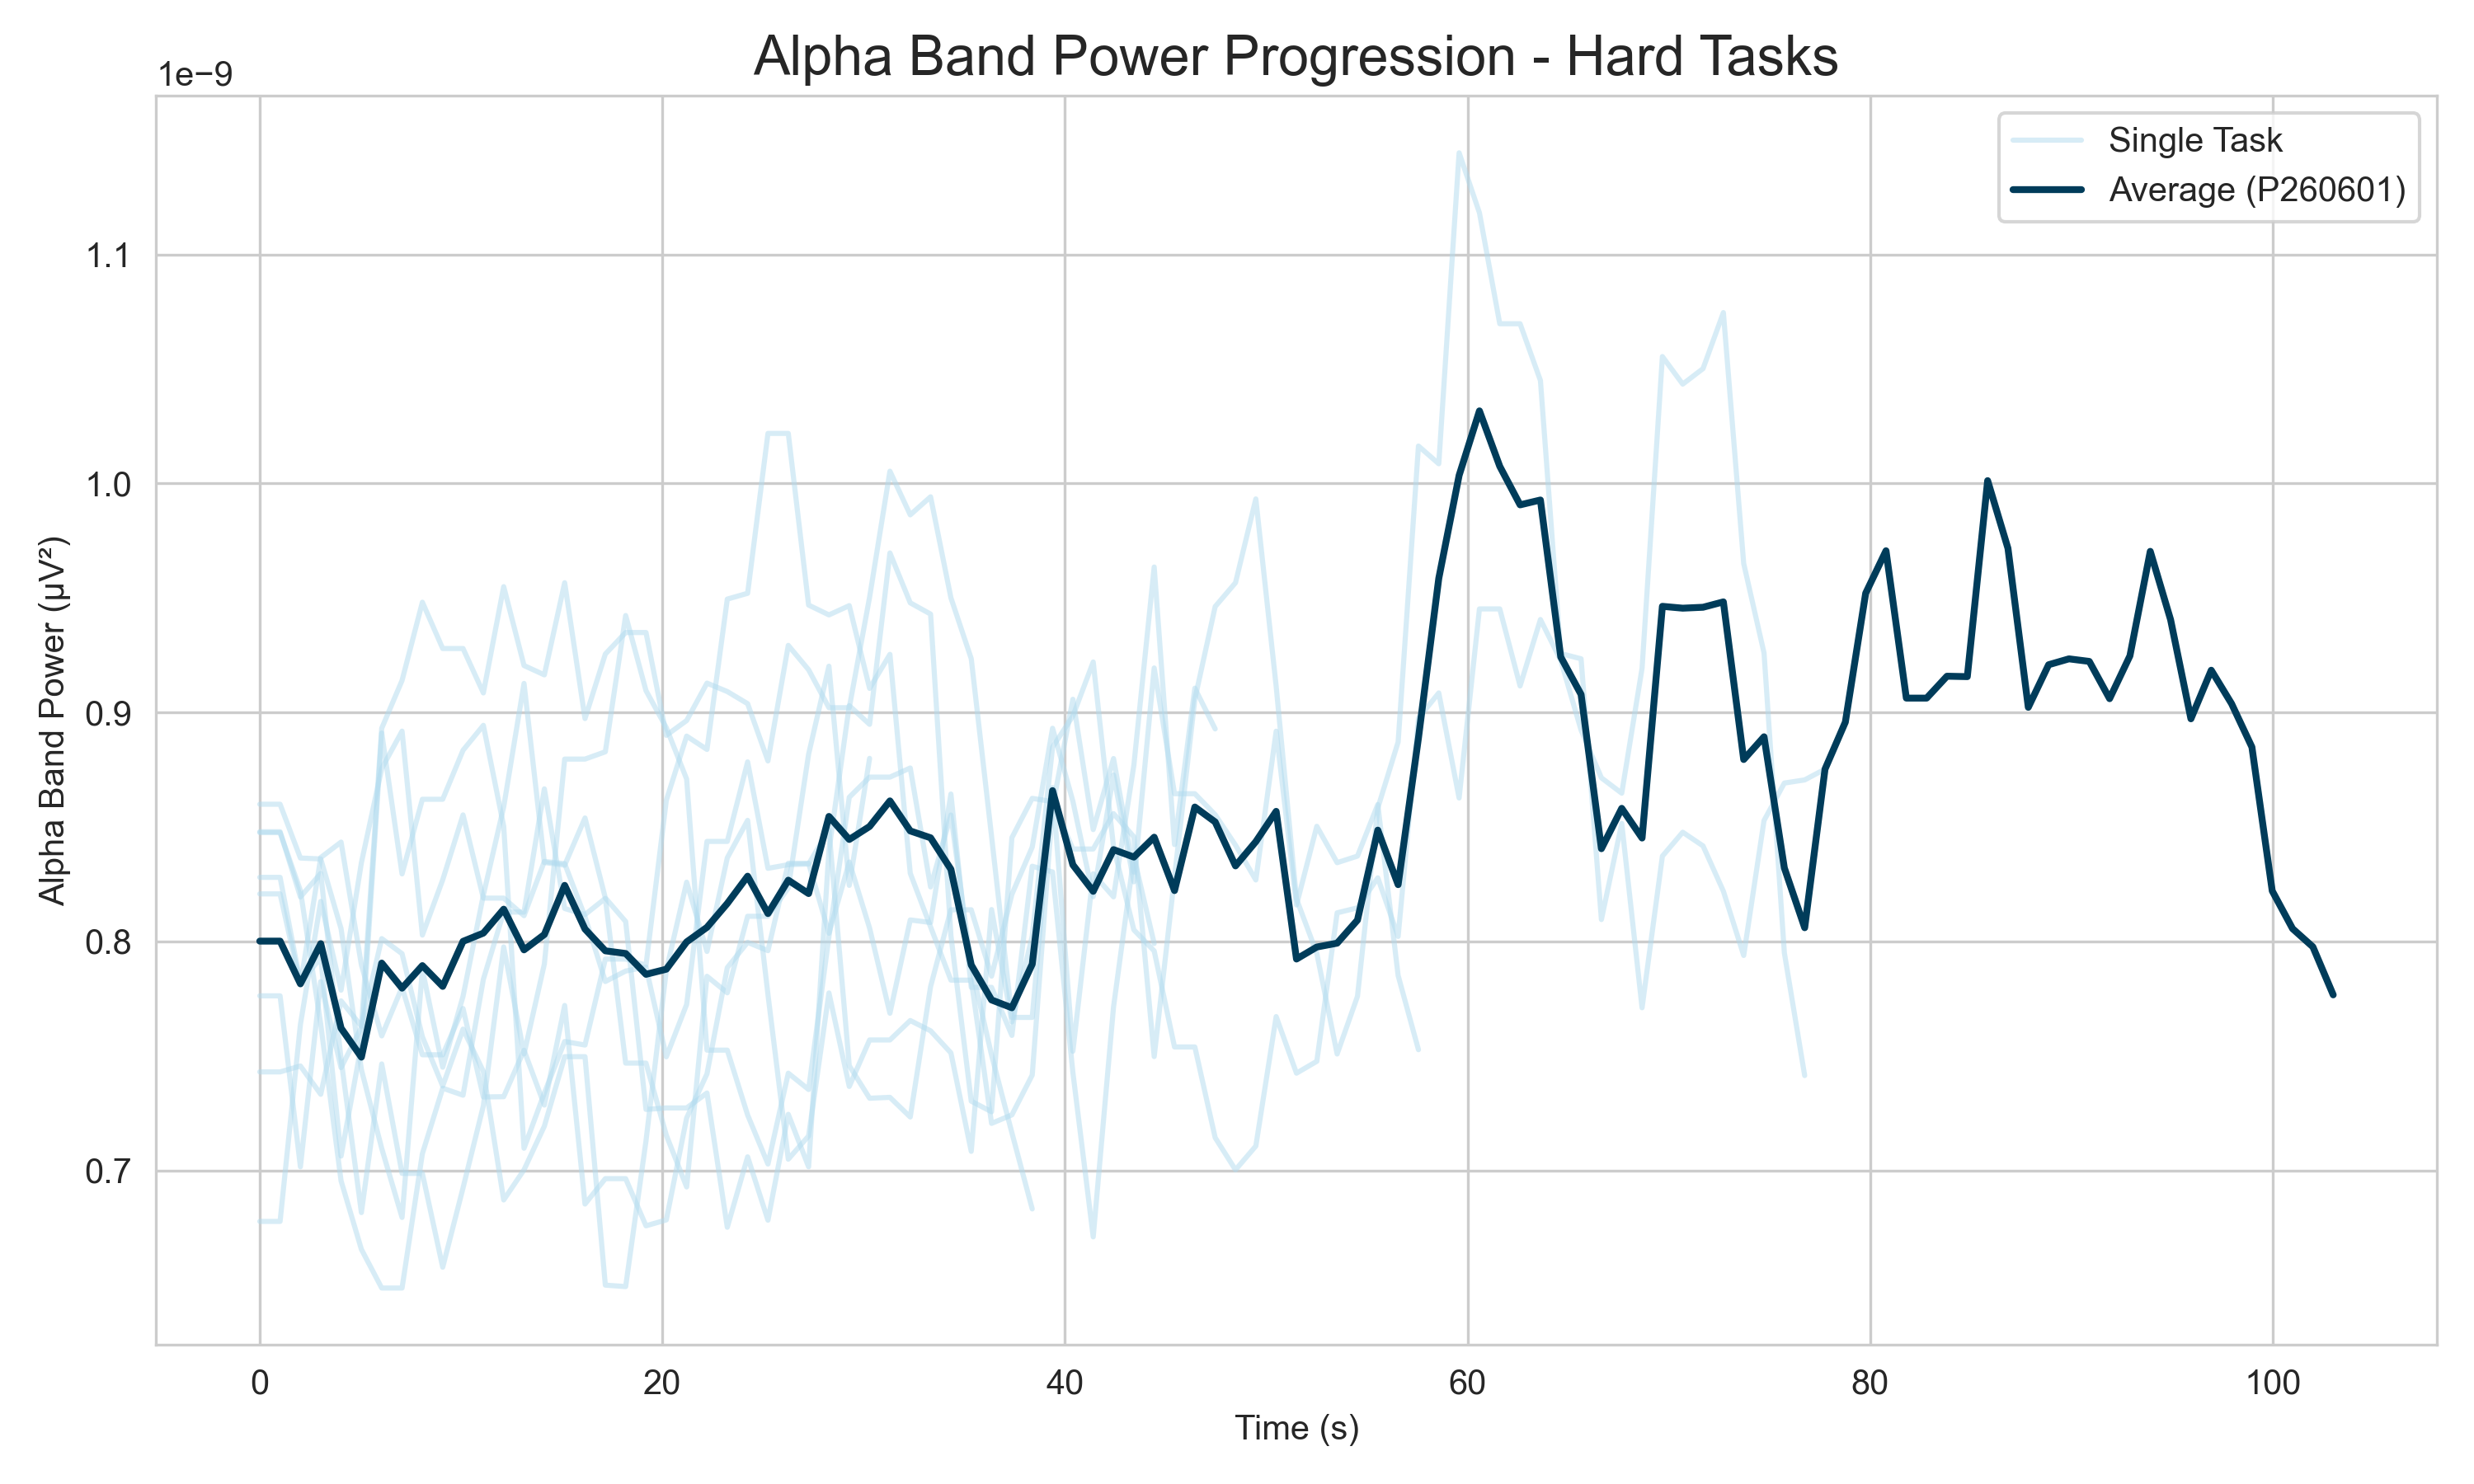 Alpha Band Power Progression - Hard Tasks
1e−9
Single Task
Average (P260601)
Alpha Band Power (µV²)
1.1
1.0
0.9
0.8
0.7
0 20 40 60 80 100
Time (s)